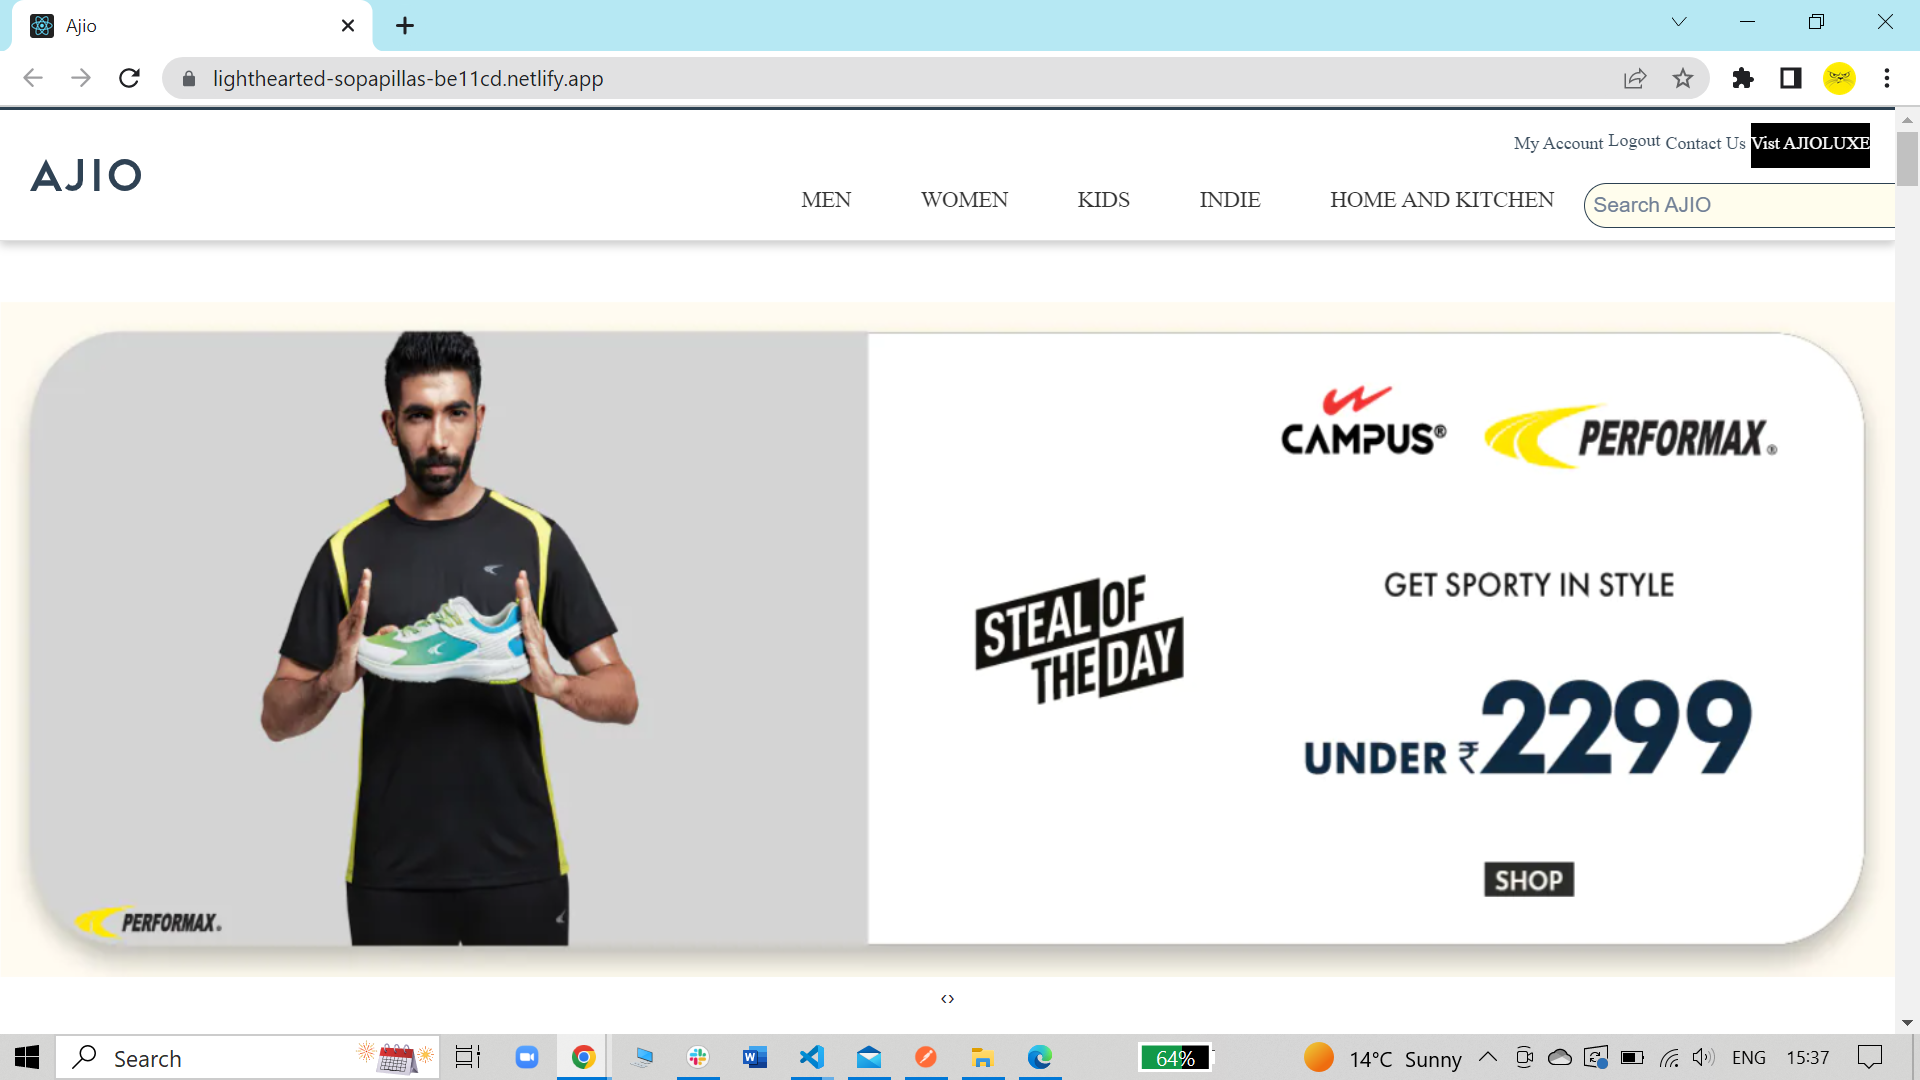 Ajio
lighthearted-sopapillas-be11cd.netlify.app
My Account Logout Contact Us Vist AJIOLUXE
AJIO
MEN WOMEN KIDS INDIE HOME AND KITCHEN Search AJIO
CAMPUS® PERFORMAX®
GET SPORTY IN STYLE
STEAL OF
THE DAY
UNDER ₹2299
SHOP
PERFORMAX®
‹›
Search
64%
14°C Sunny
ENG
15:37